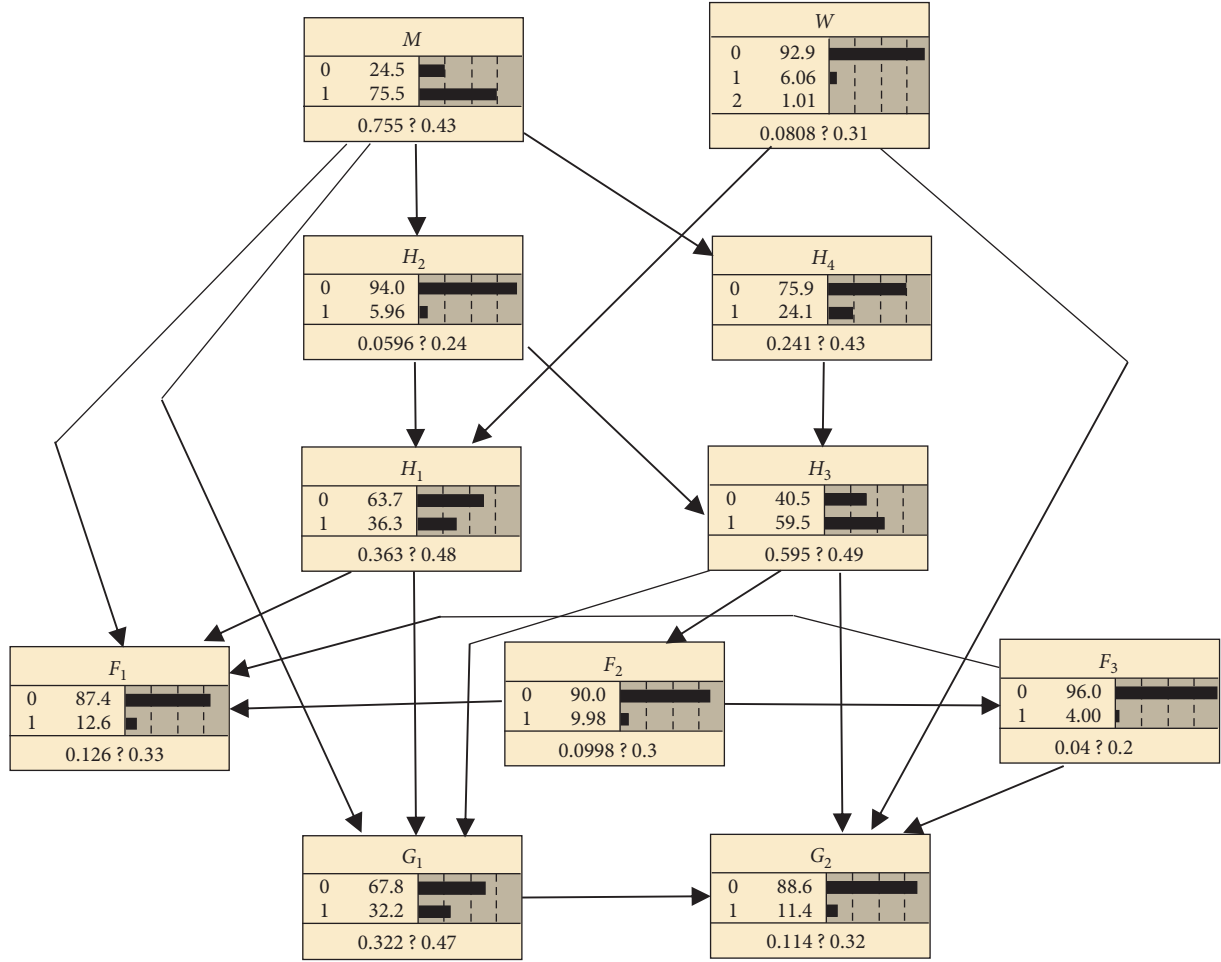 M
0 24.5
1 75.5
0.755 ? 0.43
W
0 92.9
1 6.06
2 1.01
0.0808 ? 0.31
H2
0 94.0
1 5.96
0.0596 ? 0.24
H4
0 75.9
1 24.1
0.241 ? 0.43
H1
0 63.7
1 36.3
0.363 ? 0.48
H3
0 40.5
1 59.5
0.595 ? 0.49
F1
0 87.4
1 12.6
0.126 ? 0.33
F2
0 90.0
1 9.98
0.0998 ? 0.3
F3
0 96.0
1 4.00
0.04 ? 0.2
G1
0 67.8
1 32.2
0.322 ? 0.47
G2
0 88.6
1 11.4
0.114 ? 0.32